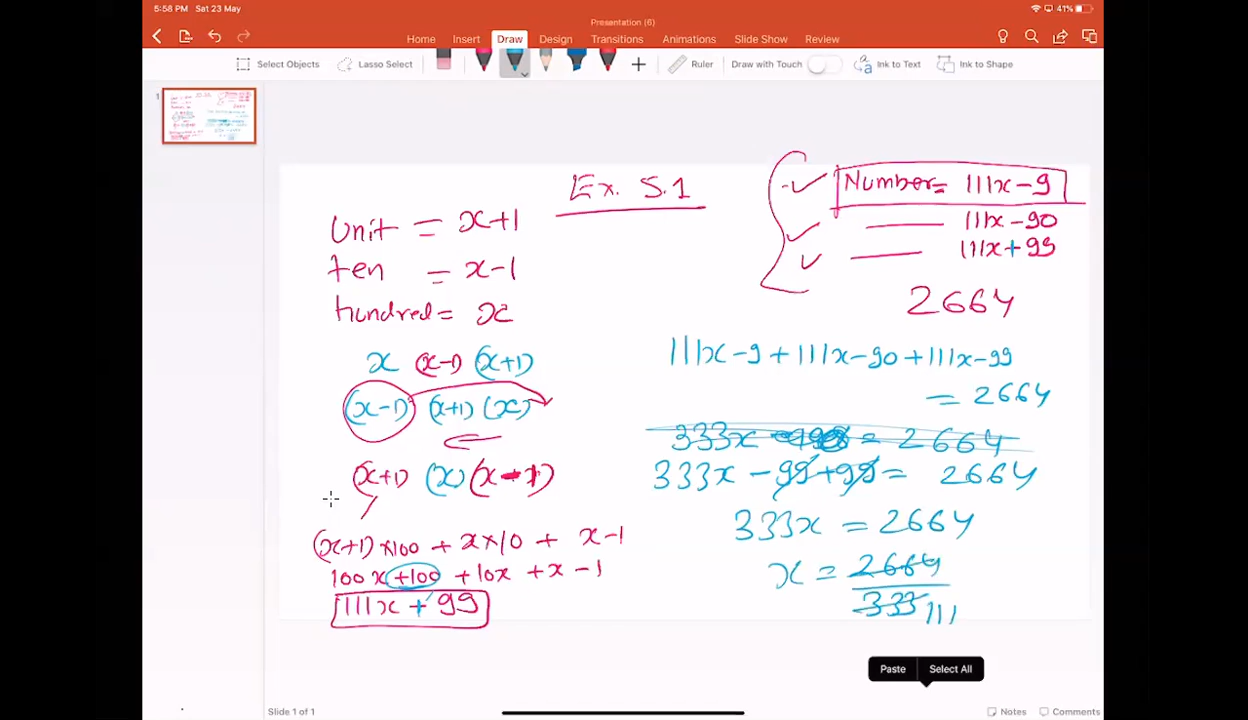 5:58 PM Sat 23 May
Presentation (6)
41%
Home Insert Draw Design Transitions Animations Slide Show Review
Select Objects Lasso Select Ruler Draw with Touch Ink to Text Ink to Shape
1
Ex. 5.1
Unit = x+1
ten = x-1
hundred = x
x (x-1) (x+1)
(x-1) (x+1) (x)
(x+1) (x) (x-1)
(x+1)×100 + x×10 + x-1
100x +100 +10x +x -1
111x + 99
Number = 111x-9
111x-90
111x+99
2664
111x-9+111x-90+111x-99
= 2664
333x = 2664
333x - 99+99 = 2664
333x = 2664
x = 2664
333 111
Paste Select All
Slide 1 of 1
Notes Comments